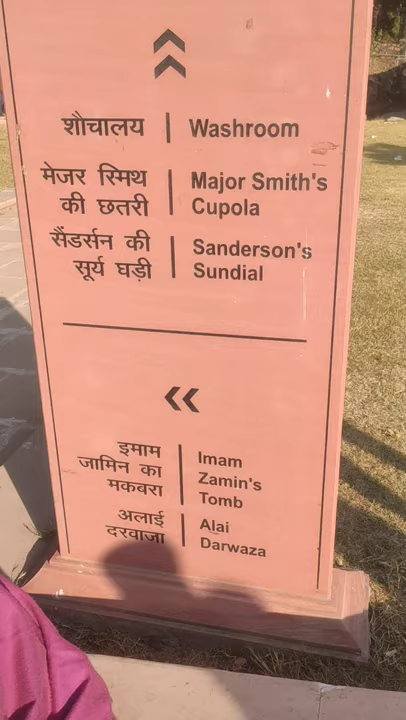 शौचालय | Washroom
मेजर स्मिथ | Major Smith's
की छतरी | Cupola
सैंडर्सन की | Sanderson's
सूर्य घड़ी | Sundial
इमाम | Imam
जामिन का | Zamin's
मकबरा | Tomb
अलाई | Alai
दरवाजा | Darwaza